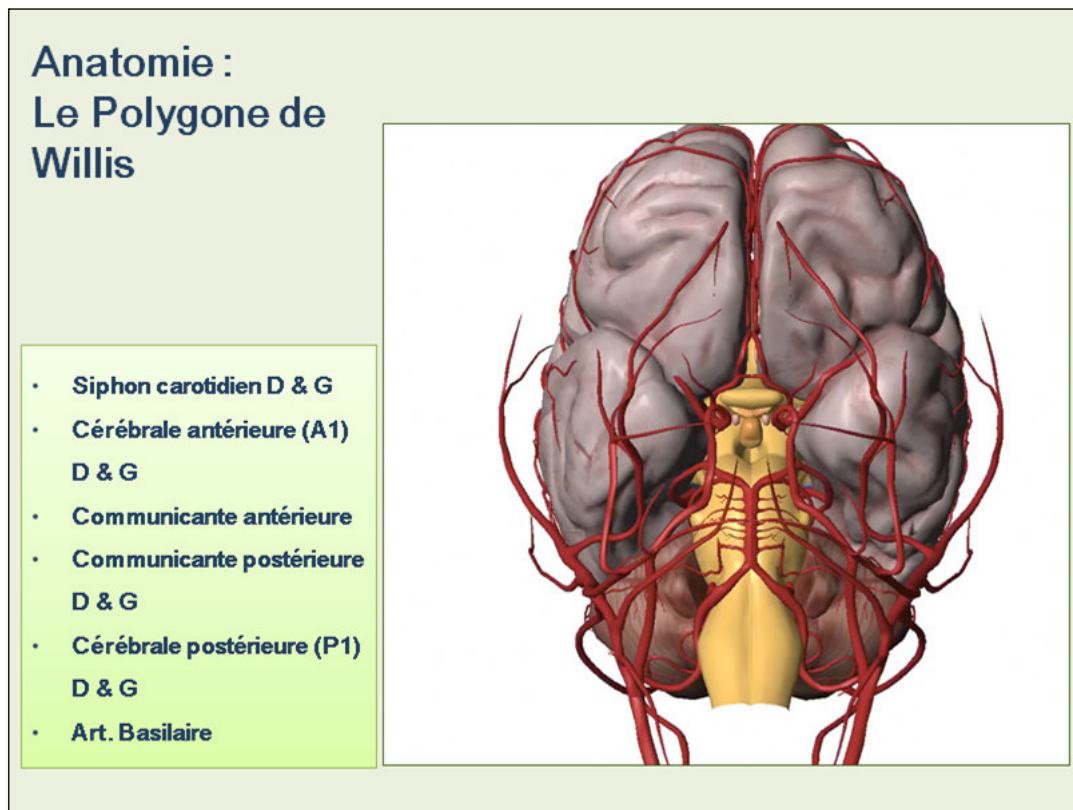 Anatomie :
Le Polygone de
Willis
• Siphon carotidien D & G
• Cérébrale antérieure (A1)
D & G
• Communicante antérieure
• Communicante postérieure
D & G
• Cérébrale postérieure (P1)
D & G
• Art. Basilaire